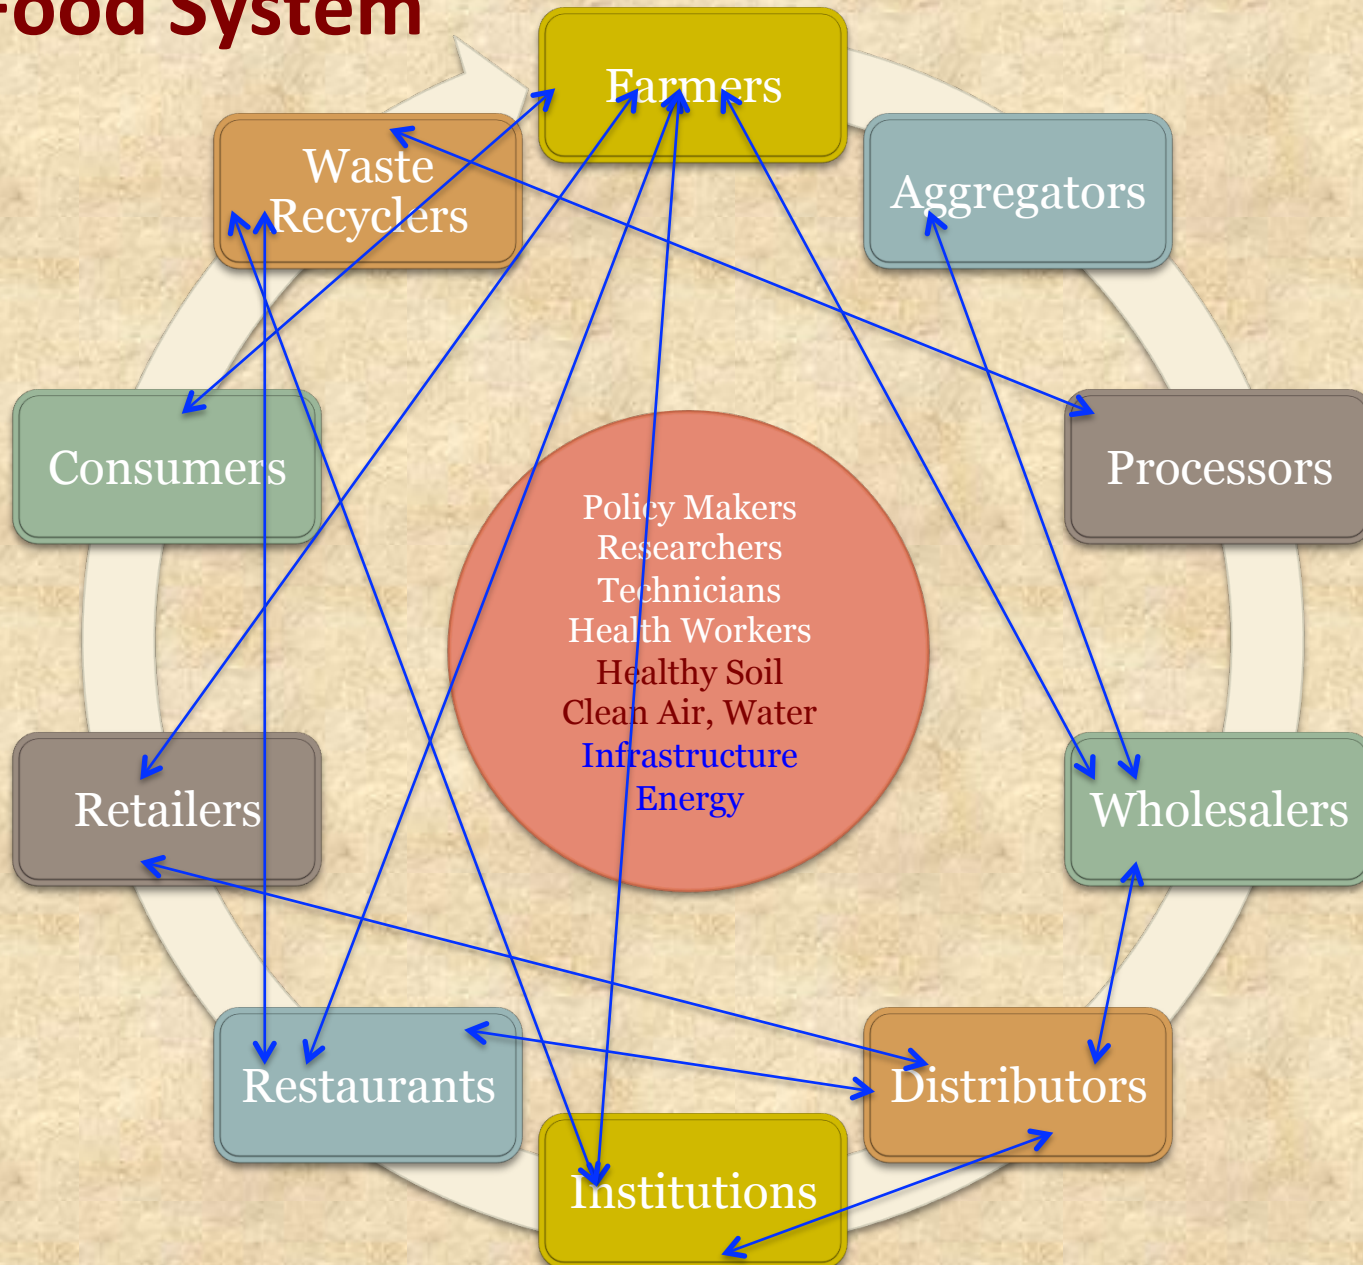 Food System
Farmers
Aggregators
Processors
Wholesalers
Distributors
Institutions
Restaurants
Retailers
Consumers
Waste
Recyclers
Policy Makers
Researchers
Technicians
Health Workers
Healthy Soil
Clean Air, Water
Infrastructure
Energy